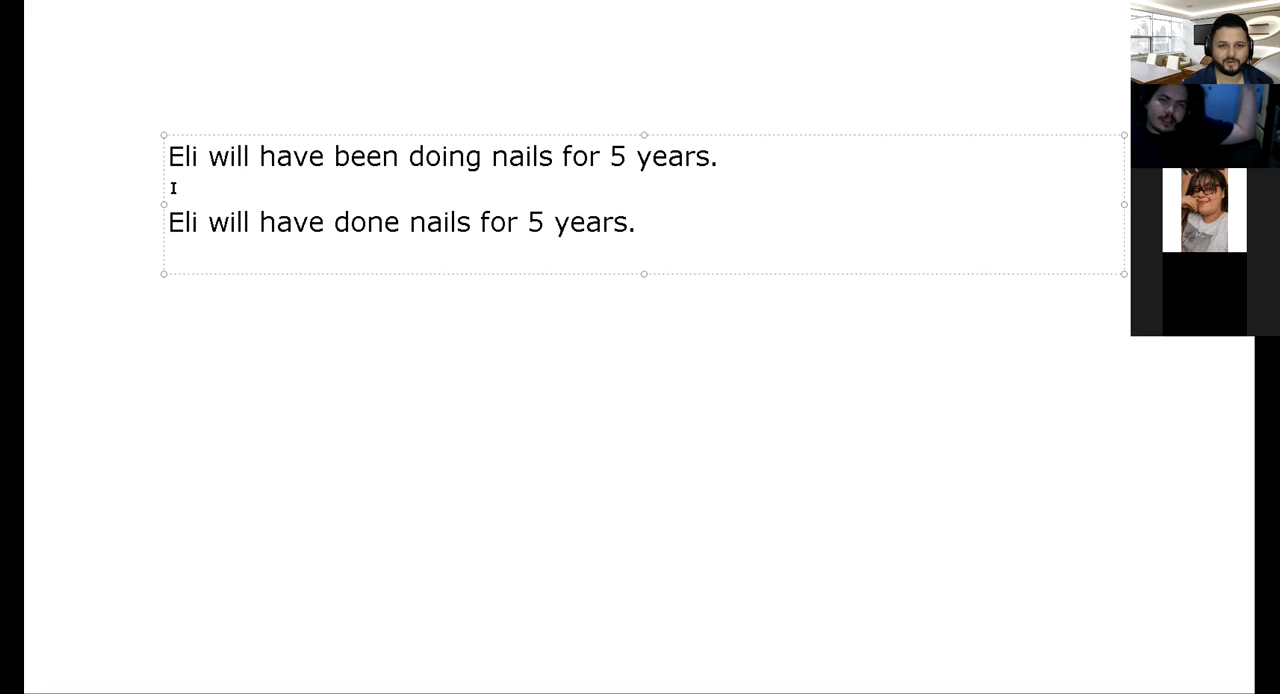 Eli will have been doing nails for 5 years.
Eli will have done nails for 5 years.